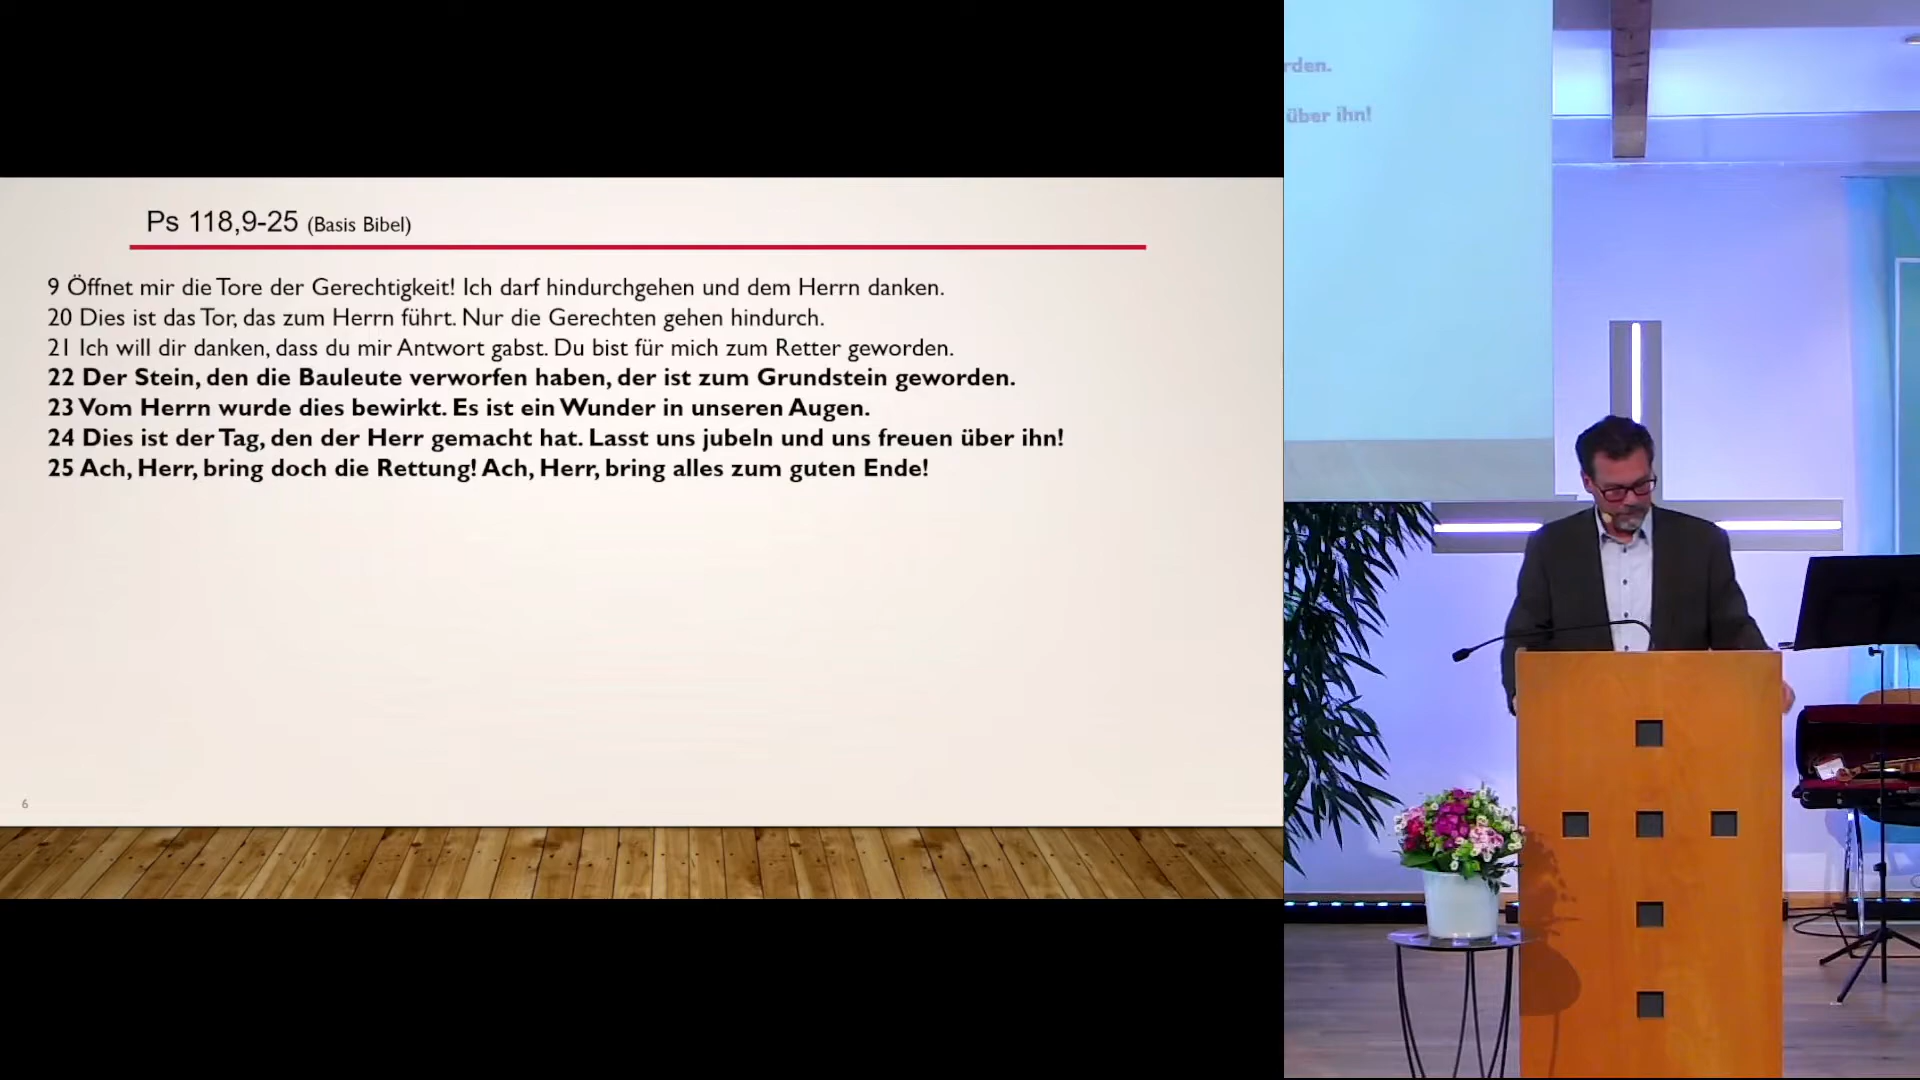 Ps 118,9-25 (Basis Bibel)
9 Öffnet mir die Tore der Gerechtigkeit! Ich darf hindurchgehen und dem Herrn danken.
20 Dies ist das Tor, das zum Herrn führt. Nur die Gerechten gehen hindurch.
21 Ich will dir danken, dass du mir Antwort gabst. Du bist für mich zum Retter geworden.
22 Der Stein, den die Bauleute verworfen haben, der ist zum Grundstein geworden.
23 Vom Herrn wurde dies bewirkt. Es ist ein Wunder in unseren Augen.
24 Dies ist der Tag, den der Herr gemacht hat. Lasst uns jubeln und uns freuen über ihn!
25 Ach, Herr, bring doch die Rettung! Ach, Herr, bring alles zum guten Ende!
6
rden.
über ihn!